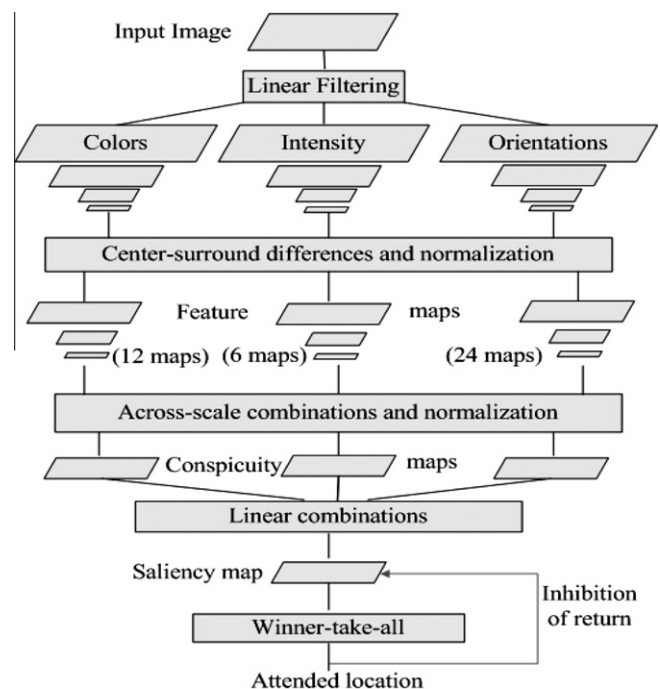 Input Image
Linear Filtering
Colors
Intensity
Orientations
Center-surround differences and normalization
Feature
maps
(12 maps)
(6 maps)
(24 maps)
Across-scale combinations and normalization
Conspicuity
maps
Linear combinations
Saliency map
Inhibition
of return
Winner-take-all
Attended location